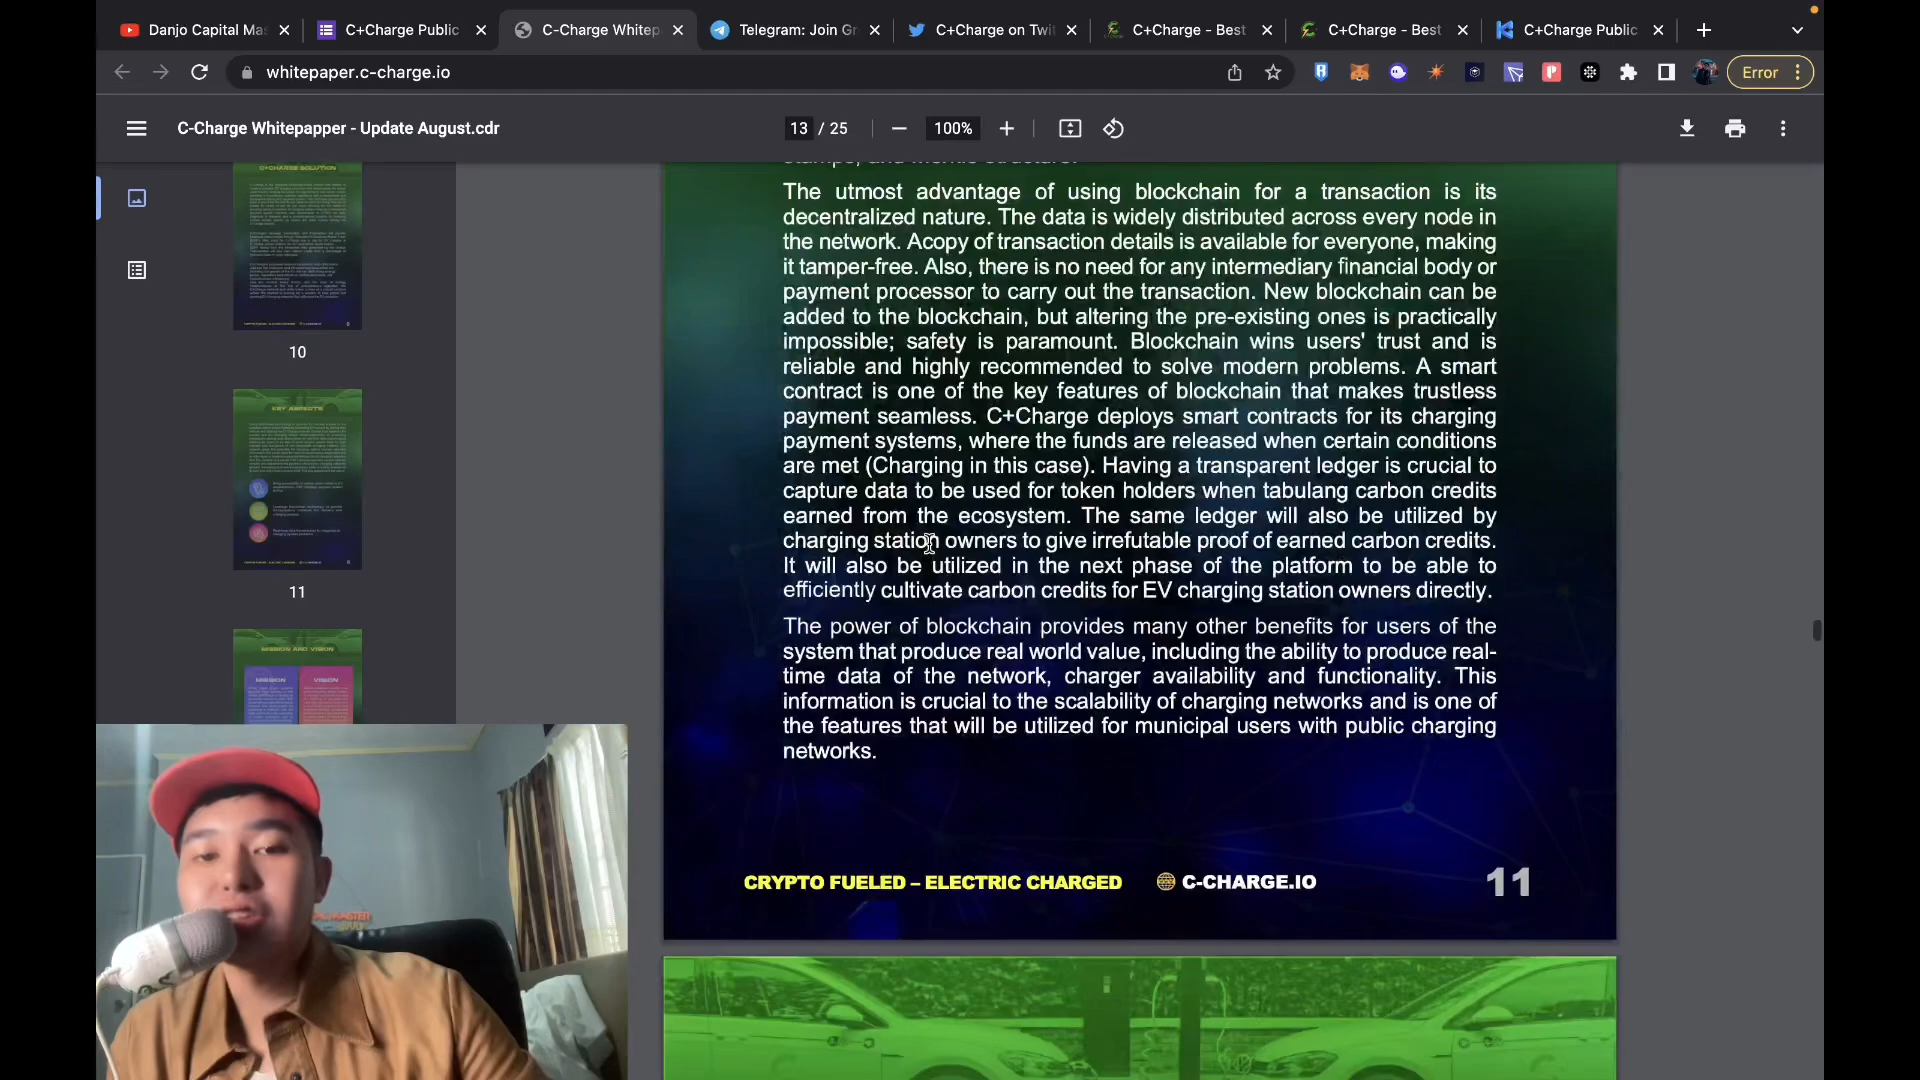 Danjo Capital Mas
C+Charge Public
C-Charge Whitep
Telegram: Join Gr
C+Charge on Twit
C+Charge - Best
C+Charge - Best
C+Charge Public
whitepaper.c-charge.io
Error
C-Charge Whitepapper - Update August.cdr
13 / 25
100%
C+CHARGE SOLUTION
10
KEY ASPECTS
11
MISSION AND VISION
MISSION
VISION
stamps, and Merkle structure.
The utmost advantage of using blockchain for a transaction is its
decentralized nature. The data is widely distributed across every node in
the network. Acopy of transaction details is available for everyone, making
it tamper-free. Also, there is no need for any intermediary financial body or
payment processor to carry out the transaction. New blockchain can be
added to the blockchain, but altering the pre-existing ones is practically
impossible; safety is paramount. Blockchain wins users' trust and is
reliable and highly recommended to solve modern problems. A smart
contract is one of the key features of blockchain that makes trustless
payment seamless. C+Charge deploys smart contracts for its charging
payment systems, where the funds are released when certain conditions
are met (Charging in this case). Having a transparent ledger is crucial to
capture data to be used for token holders when tabulang carbon credits
earned from the ecosystem. The same ledger will also be utilized by
charging station owners to give irrefutable proof of earned carbon credits.
It will also be utilized in the next phase of the platform to be able to
efficiently cultivate carbon credits for EV charging station owners directly.
The power of blockchain provides many other benefits for users of the
system that produce real world value, including the ability to produce real-
time data of the network, charger availability and functionality. This
information is crucial to the scalability of charging networks and is one of
the features that will be utilized for municipal users with public charging
networks.
CRYPTO FUELED – ELECTRIC CHARGED
C-CHARGE.IO
11